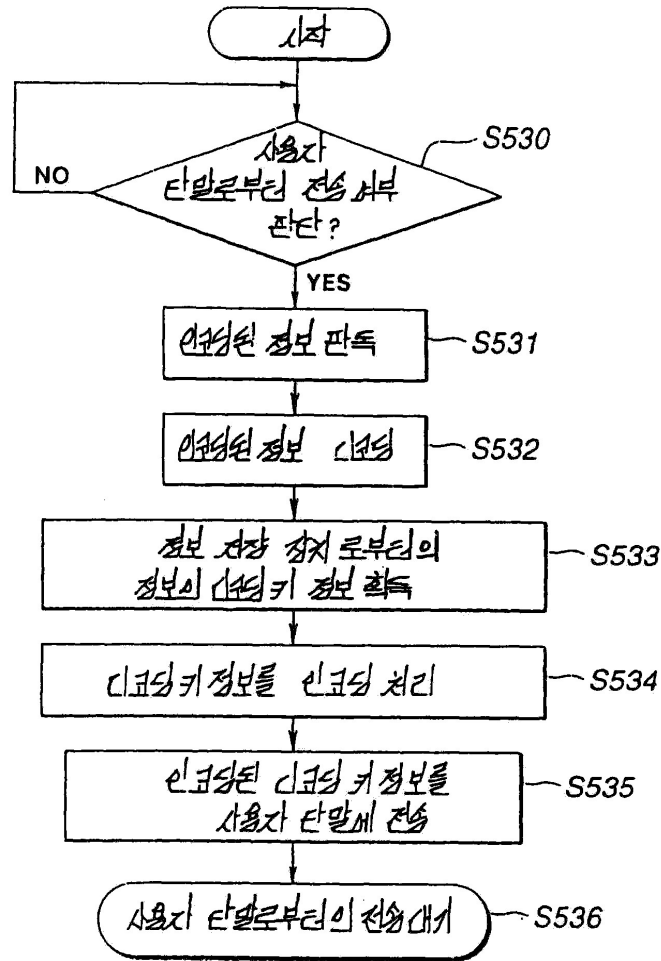 시작
사용자
단말로부터 전송 여부
판단?
S530
NO
YES
인코딩된 정보 판독
S531
인코딩된 정보 디코딩
S532
정보 저장 장치로부터의
정보의 디코딩 키 정보 획득
S533
디코딩 키 정보를 인코딩 처리
S534
인코딩된 디코딩 키 정보를
사용자 단말에 전송
S535
사용자 단말로부터의 전송 대기
S536